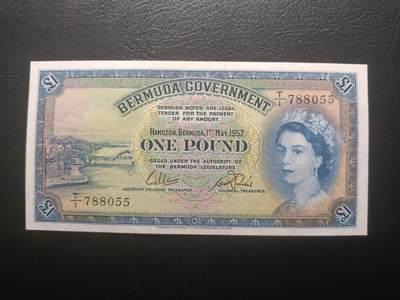 £1
£1
BERMUDA GOVERNMENT
BERMUDA NOTES ARE LEGAL
TENDER FOR THE PAYMENT
OF ANY AMOUNT.
T/1 788055
HAMILTON, BERMUDA, 1ST MAY, 1957.
ONE POUND
ISSUED UNDER THE AUTHORITY OF
THE BERMUDA LEGISLATURE
ASSISTANT COLONIAL TREASURER
COLONIAL TREASURER
T/1 788055
£1
£1